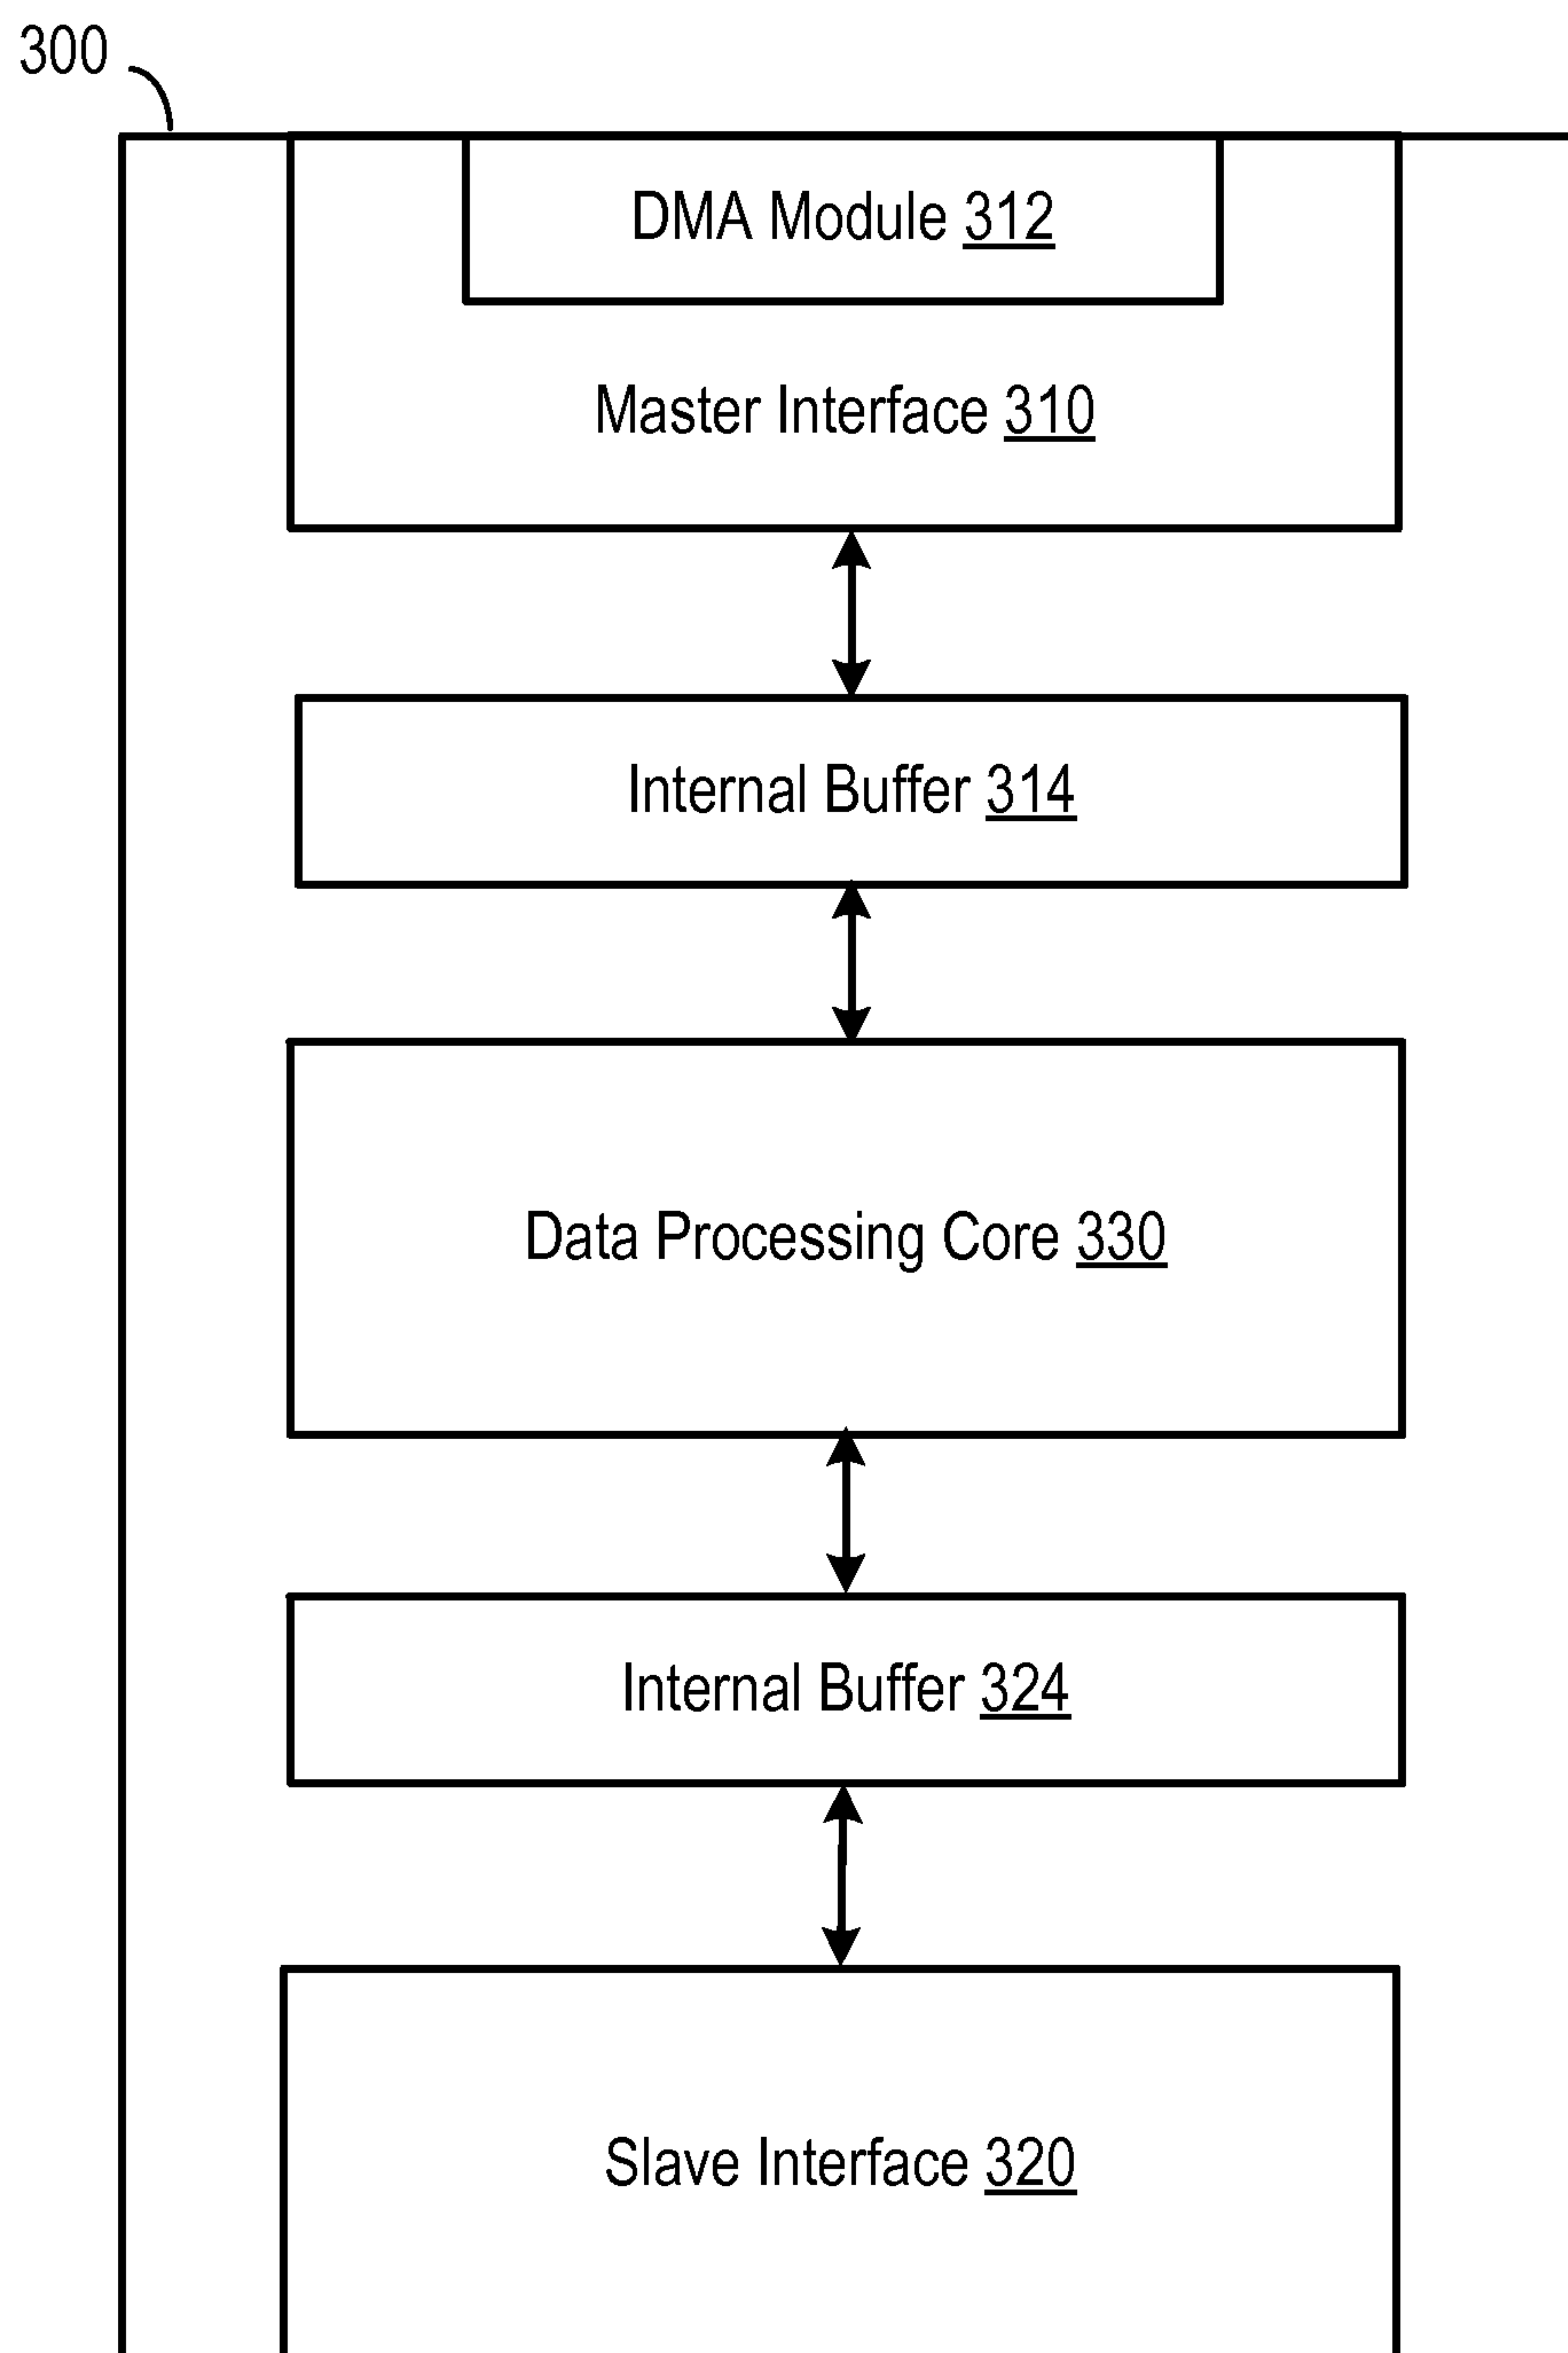 300
DMA Module 312
Master Interface 310
Internal Buffer 314
Data Processing Core 330
Internal Buffer 324
Slave Interface 320